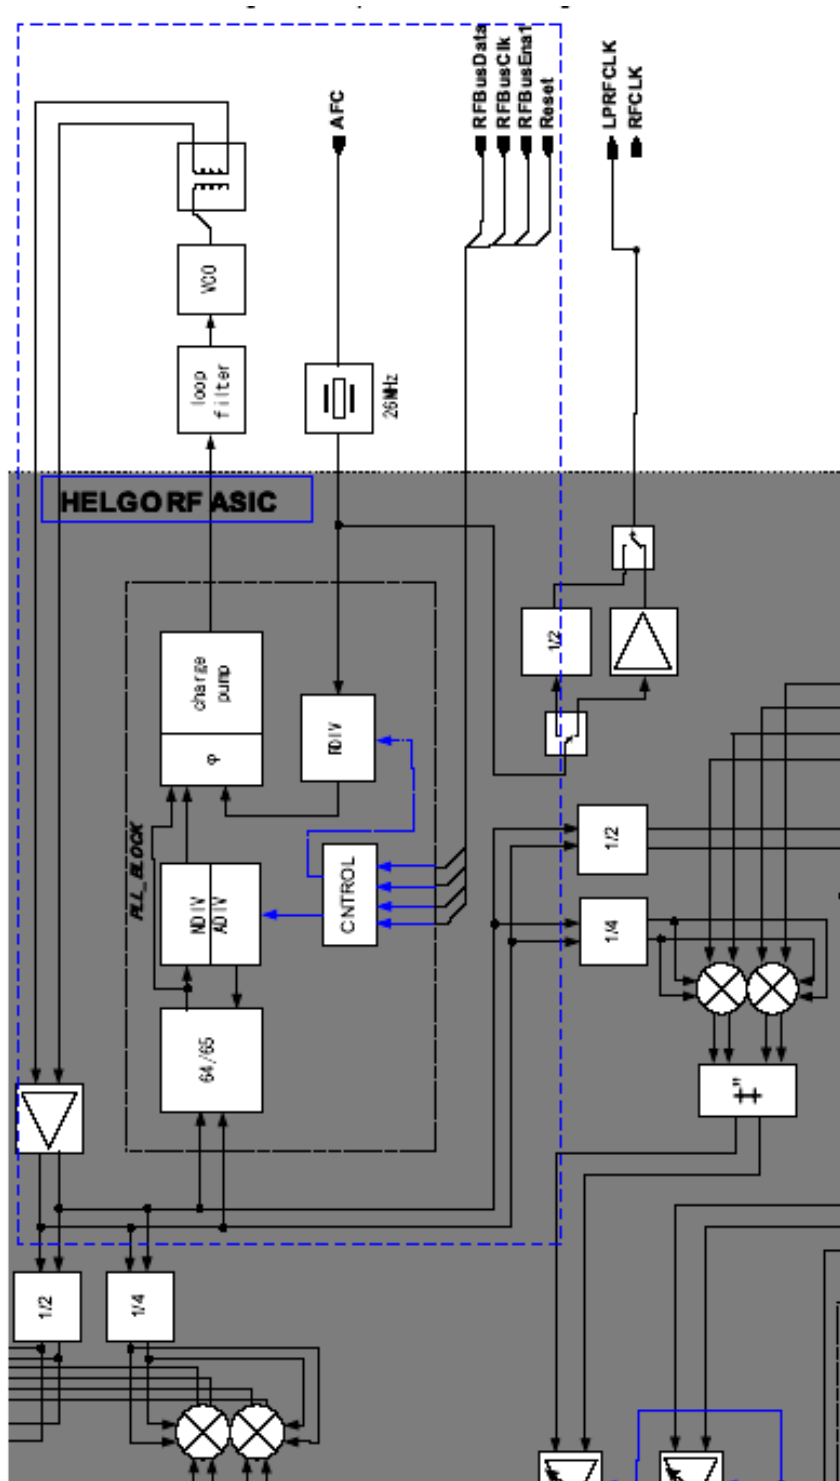 AFC
RFBusData
RFBusClk
RFBusEna1
Reset
LPRFCLK
RFCLK
VCO
loop
filter
26MHz
HELGO RF ASIC
charge
pump
φ
RDIV
1/2
PLL_BLOCK
NDIV
ADIV
CNTROL
1/2
1/4
64/65
1/2
1/4